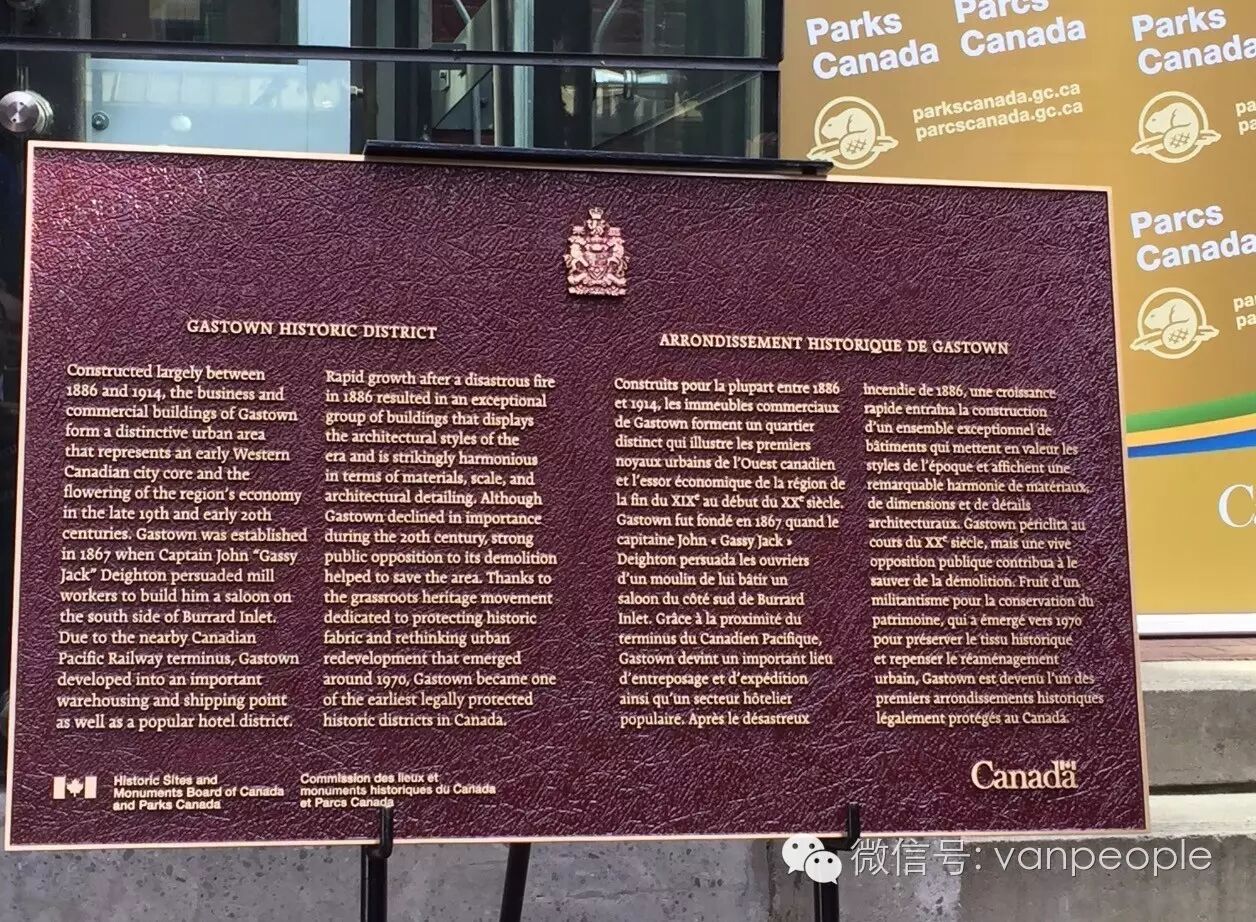 Parks
Canada
Parcs
Canada
parkscanada.gc.ca
parcscanada.gc.ca
Parks
Canada
Parcs
Canada
GASTOWN HISTORIC DISTRICT
Constructed largely between
1886 and 1914, the business and
commercial buildings of Gastown
form a distinctive urban area
that represents an early Western
Canadian city core and the
flowering of the region's economy
in the late 19th and early 20th
centuries. Gastown was established
in 1867 when Captain John "Gassy
Jack" Deighton persuaded mill
workers to build him a saloon on
the south side of Burrard Inlet.
Due to the nearby Canadian
Pacific Railway terminus, Gastown
developed into an important
warehousing and shipping point
as well as a popular hotel district.
Rapid growth after a disastrous fire
in 1886 resulted in an exceptional
group of buildings that displays
the architectural styles of the
era and is strikingly harmonious
in terms of materials, scale, and
architectural detailing. Although
Gastown declined in importance
during the 20th century, strong
public opposition to its demolition
helped to save the area. Thanks to
the grassroots heritage movement
dedicated to protecting historic
fabric and rethinking urban
redevelopment that emerged
around 1970, Gastown became one
of the earliest legally protected
historic districts in Canada.
ARRONDISSEMENT HISTORIQUE DE GASTOWN
Construits pour la plupart entre 1886
et 1914, les immeubles commerciaux
de Gastown forment un quartier
distinct qui illustre les premiers
noyaux urbains de l'Ouest canadien
et l'essor économique de la région de
la fin du XIXe au début du XXe siècle.
Gastown fut fondé en 1867 quand le
capitaine John « Gassy Jack »
Deighton persuada les ouvriers
d'un moulin de lui bâtir un
saloon du côté sud de Burrard
Inlet. Grâce à la proximité du
terminus du Canadien Pacifique,
Gastown devint un important lieu
d'entreposage et d'expédition
ainsi qu'un secteur hôtelier
populaire. Après le désastreux
incendie de 1886, une croissance
rapide entraîna la construction
d'un ensemble exceptionnel de
bâtiments qui mettent en valeur les
styles de l'époque et affichent une
remarquable harmonie de matériaux,
de dimensions et de détails
architecturaux. Gastown périclita au
cours du XXe siècle, mais une vive
opposition publique contribua à le
sauver de la démolition. Fruit d'un
militantisme pour la conservation du
patrimoine, qui a émergé vers 1970
pour préserver le tissu historique
et repenser le réaménagement
urbain, Gastown est devenu l'un des
premiers arrondissements historiques
légalement protégés au Canada.
Historic Sites and
Monuments Board of Canada
and Parks Canada
Commission des lieux et
monuments historiques du Canada
et Parcs Canada
Canada
微信号: vanpeople